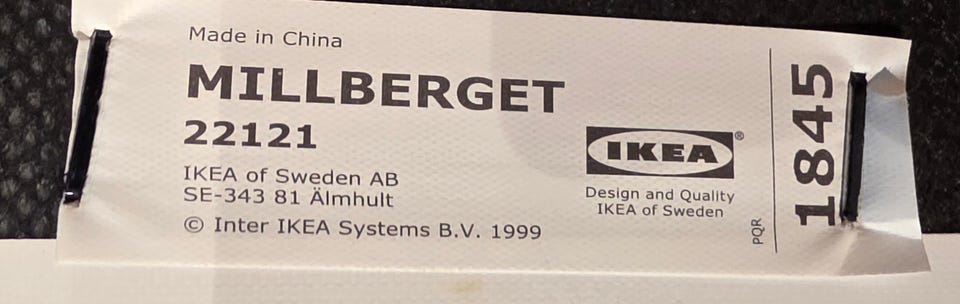 Made in China
MILLBERGET
22121
IKEA of Sweden AB
SE-343 81 Älmhult
© Inter IKEA Systems B.V. 1999
IKEA®
Design and Quality
IKEA of Sweden
PQR
1845